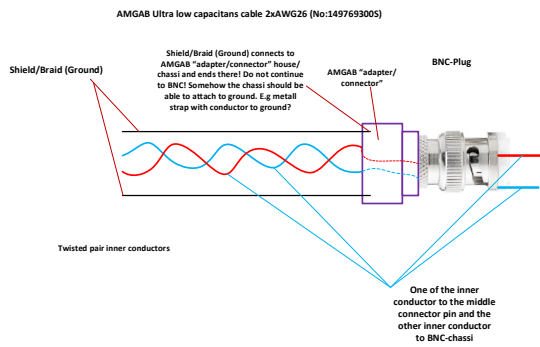 AMGAB Ultra low capacitans cable 2xAWG26 (No:149769300S)
Shield/Braid (Ground) connects to
AMGAB “adapter/connector” house/
chassi and ends there! Do not continue
to BNC! Somehow the chassi should be
able to attach to ground. E.g metall
strap with conductor to ground?
Shield/Braid (Ground)
AMGAB “adapter/
connector”
BNC-Plug
Twisted pair inner conductors
One of the inner
conductor to the middle
connector pin and the
other inner conductor
to BNC-chassi